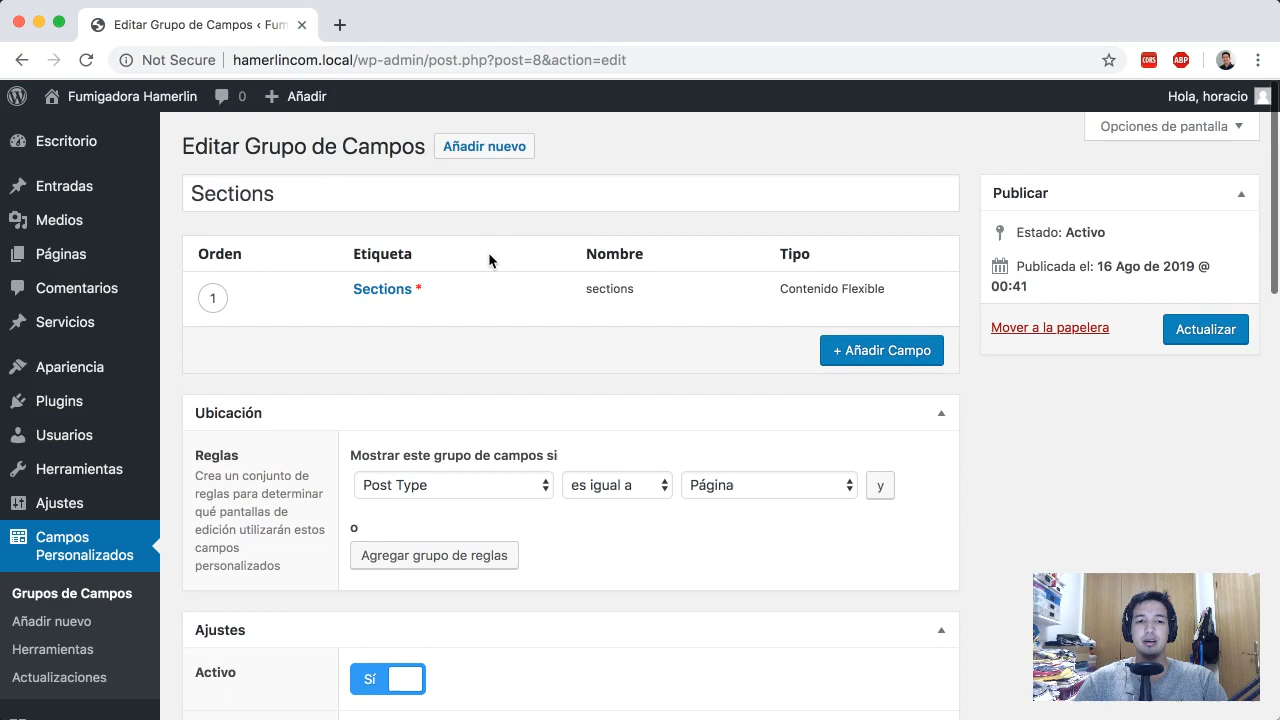 Editar Grupo de Campos ‹ Fum
Not Secure
hamerlincom.local/wp-admin/post.php?post=8&action=edit
CORS
ABP
Fumigadora Hamerlin
0
Añadir
Hola, horacio
Escritorio
Entradas
Medios
Páginas
Comentarios
Servicios
Apariencia
Plugins
Usuarios
Herramientas
Ajustes
Campos
Personalizados
Grupos de Campos
Añadir nuevo
Herramientas
Actualizaciones
Opciones de pantalla
Editar Grupo de Campos
Añadir nuevo
Sections
Orden Etiqueta Nombre Tipo
1 Sections * sections Contenido Flexible
+ Añadir Campo
Ubicación
Reglas
Crea un conjunto de
reglas para determinar
qué pantallas de
edición utilizarán estos
campos
personalizados
Mostrar este grupo de campos si
Post Type es igual a Página y
o
Agregar grupo de reglas
Ajustes
Activo
Sí
Publicar
Estado: Activo
Publicada el: 16 Ago de 2019 @
00:41
Mover a la papelera
Actualizar